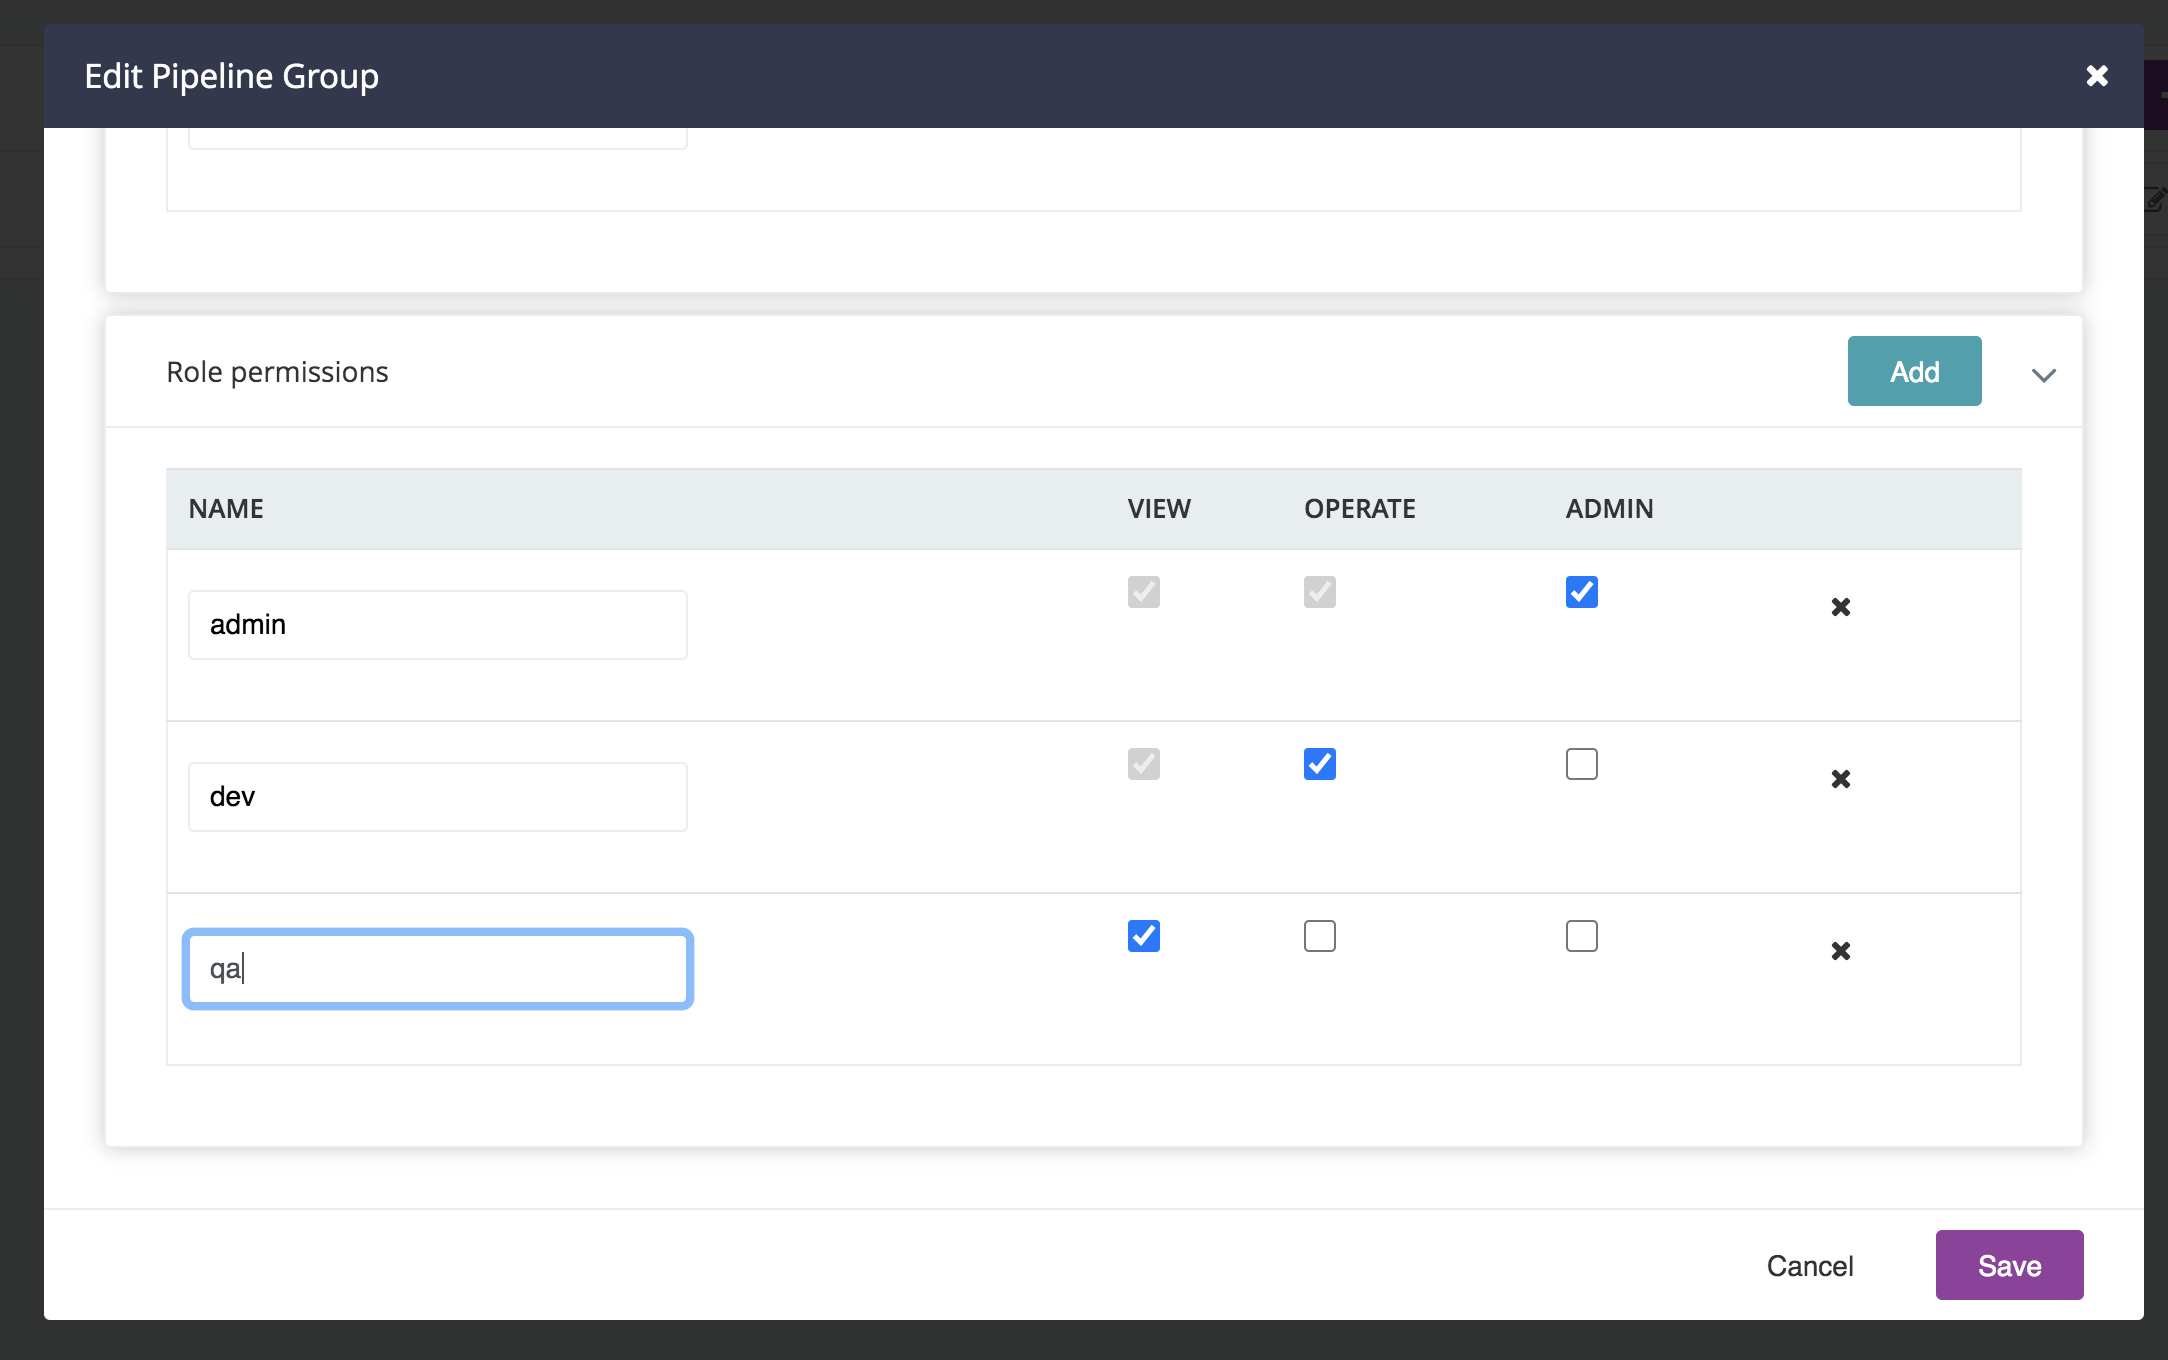 Edit Pipeline Group
Role permissions
Add
NAME VIEW OPERATE ADMIN
admin
dev
qa
Cancel Save